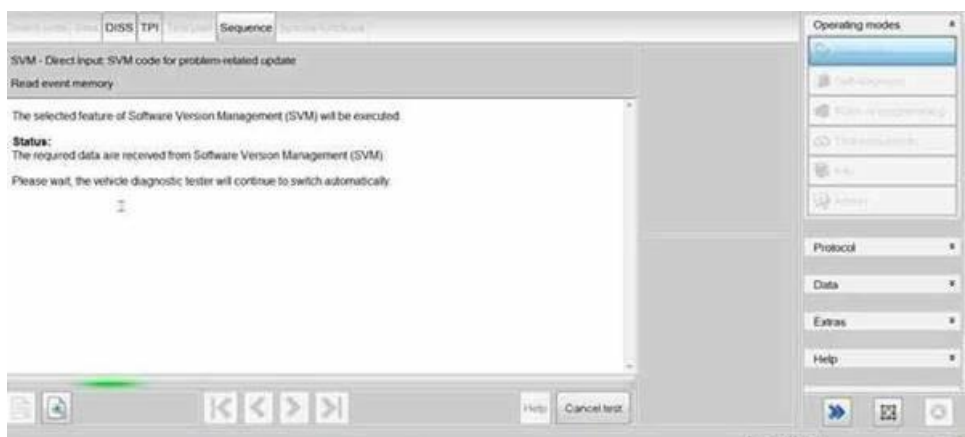 DISS
TPI
Sequence
Operating modes
SVM - Direct input: SVM code for problem-related update
Read event memory
The selected feature of Software Version Management (SVM) will be executed.
Status:
The required data are received from Software Version Management (SVM).
Please wait, the vehicle diagnostic tester will continue to switch automatically.
Protocol
Data
Extras
Help
Help
Cancel test